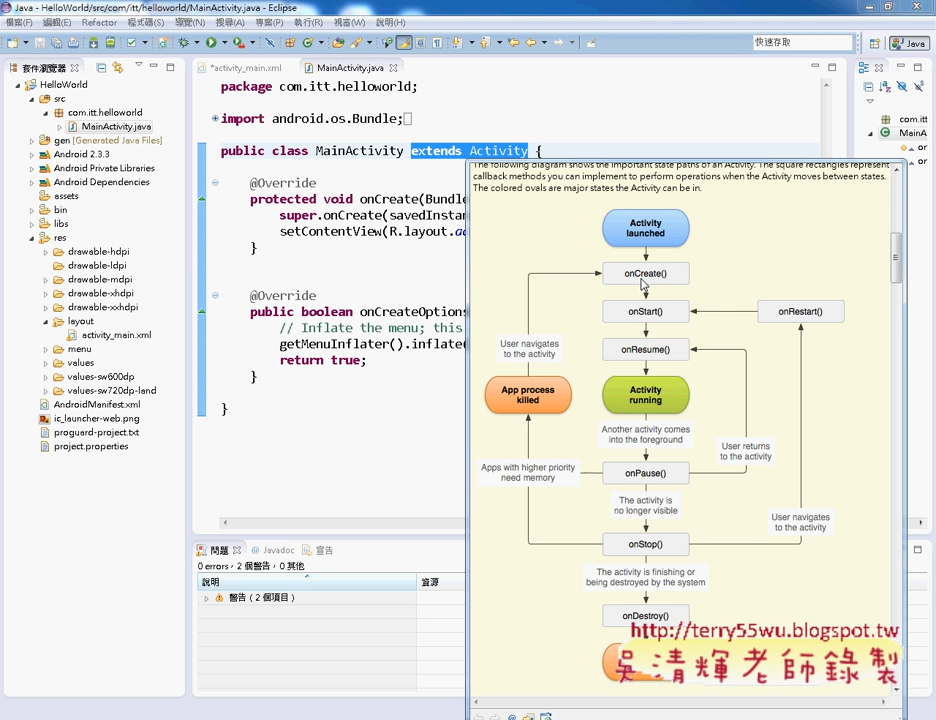 Java - HelloWorld/src/com/itt/helloworld/MainActivity.java - Eclipse
檔案(F) 編輯(E) Refactor 程式碼(S) 導覽(N) 搜尋(A) 專案(P) 執行(R) 視窗(W) 說明(H)
快速存取
Java
套件瀏覽器
HelloWorld
src
com.itt.helloworld
MainActivity.java
gen [Generated Java Files]
Android 2.3.3
Android Private Libraries
Android Dependencies
assets
bin
libs
res
drawable-hdpi
drawable-ldpi
drawable-mdpi
drawable-xhdpi
drawable-xxhdpi
layout
activity_main.xml
menu
values
values-sw600dp
values-sw720dp-land
AndroidManifest.xml
ic_launcher-web.png
proguard-project.txt
project.properties
*activity_main.xml
MainActivity.java
package com.itt.helloworld;
import android.os.Bundle;
public class MainActivity extends Activity {
@Override
protected void onCreate(Bundle
super.onCreate(savedInstan
setContentView(R.layout.ac
}
@Override
public boolean onCreateOptions
// Inflate the menu; this
getMenuInflater().inflate(
return true;
}
}
The following diagram shows the important state paths of an Activity. The square rectangles represent
callback methods you can implement to perform operations when the Activity moves between states.
The colored ovals are major states the Activity can be in.
Activity
launched
onCreate()
onStart()
onRestart()
onResume()
User navigates
to the activity
App process
killed
Activity
running
Another activity comes
into the foreground
User returns
to the activity
Apps with higher priority
need memory
onPause()
The activity is
no longer visible
User navigates
to the activity
onStop()
The activity is finishing or
being destroyed by the system
onDestroy()
com.itt
MainA
or
or
問題
Javadoc
宣告
0 errors，2 個警告，0 其他
說明
資源
警告（2 個項目）
http://terry55wu.blogspot.tw
吳清輝老師錄製